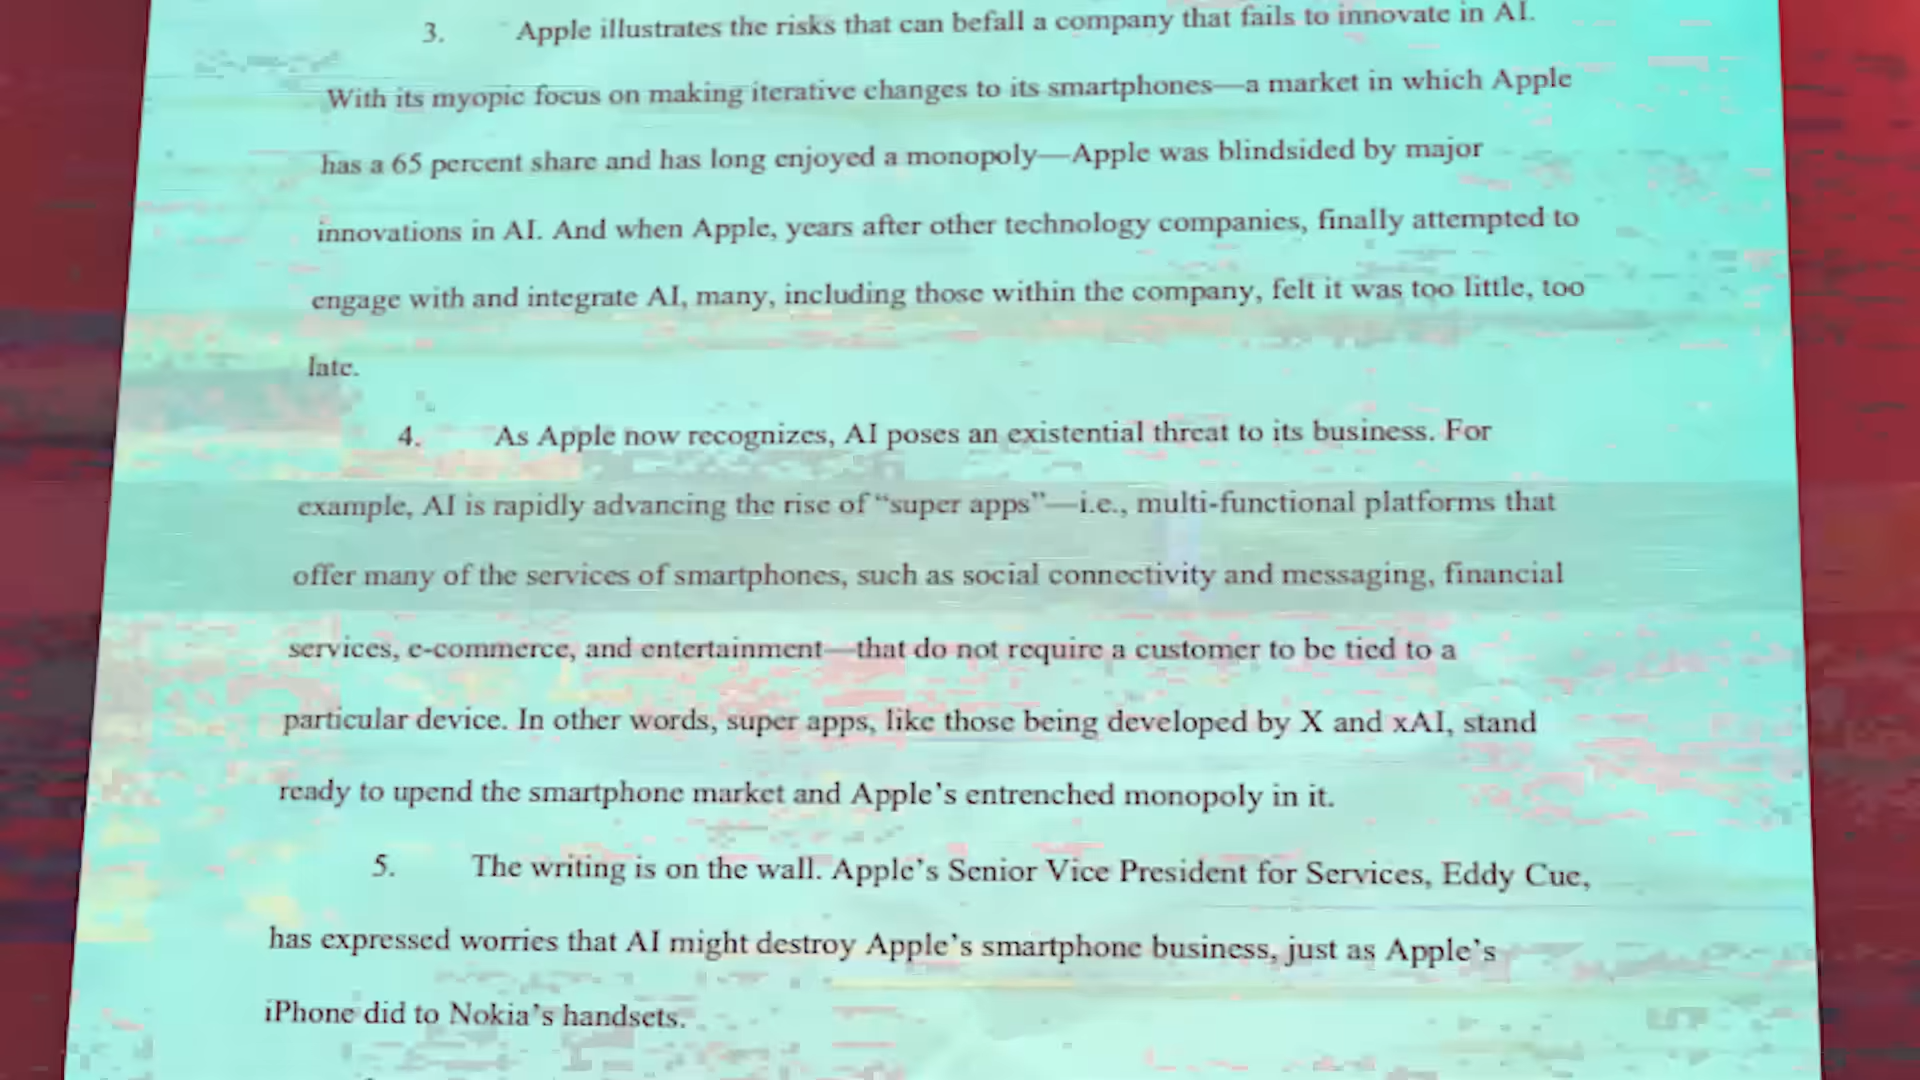 3. Apple illustrates the risks that can befall a company that fails to innovate in AI.
With its myopic focus on making iterative changes to its smartphones—a market in which Apple
has a 65 percent share and has long enjoyed a monopoly—Apple was blindsided by major
innovations in AI. And when Apple, years after other technology companies, finally attempted to
engage with and integrate AI, many, including those within the company, felt it was too little, too
late.
4. As Apple now recognizes, AI poses an existential threat to its business. For
example, AI is rapidly advancing the rise of “super apps”—i.e., multi-functional platforms that
offer many of the services of smartphones, such as social connectivity and messaging, financial
services, e-commerce, and entertainment—that do not require a customer to be tied to a
particular device. In other words, super apps, like those being developed by X and xAI, stand
ready to upend the smartphone market and Apple’s entrenched monopoly in it.
5. The writing is on the wall. Apple’s Senior Vice President for Services, Eddy Cue,
has expressed worries that AI might destroy Apple’s smartphone business, just as Apple’s
iPhone did to Nokia’s handsets.